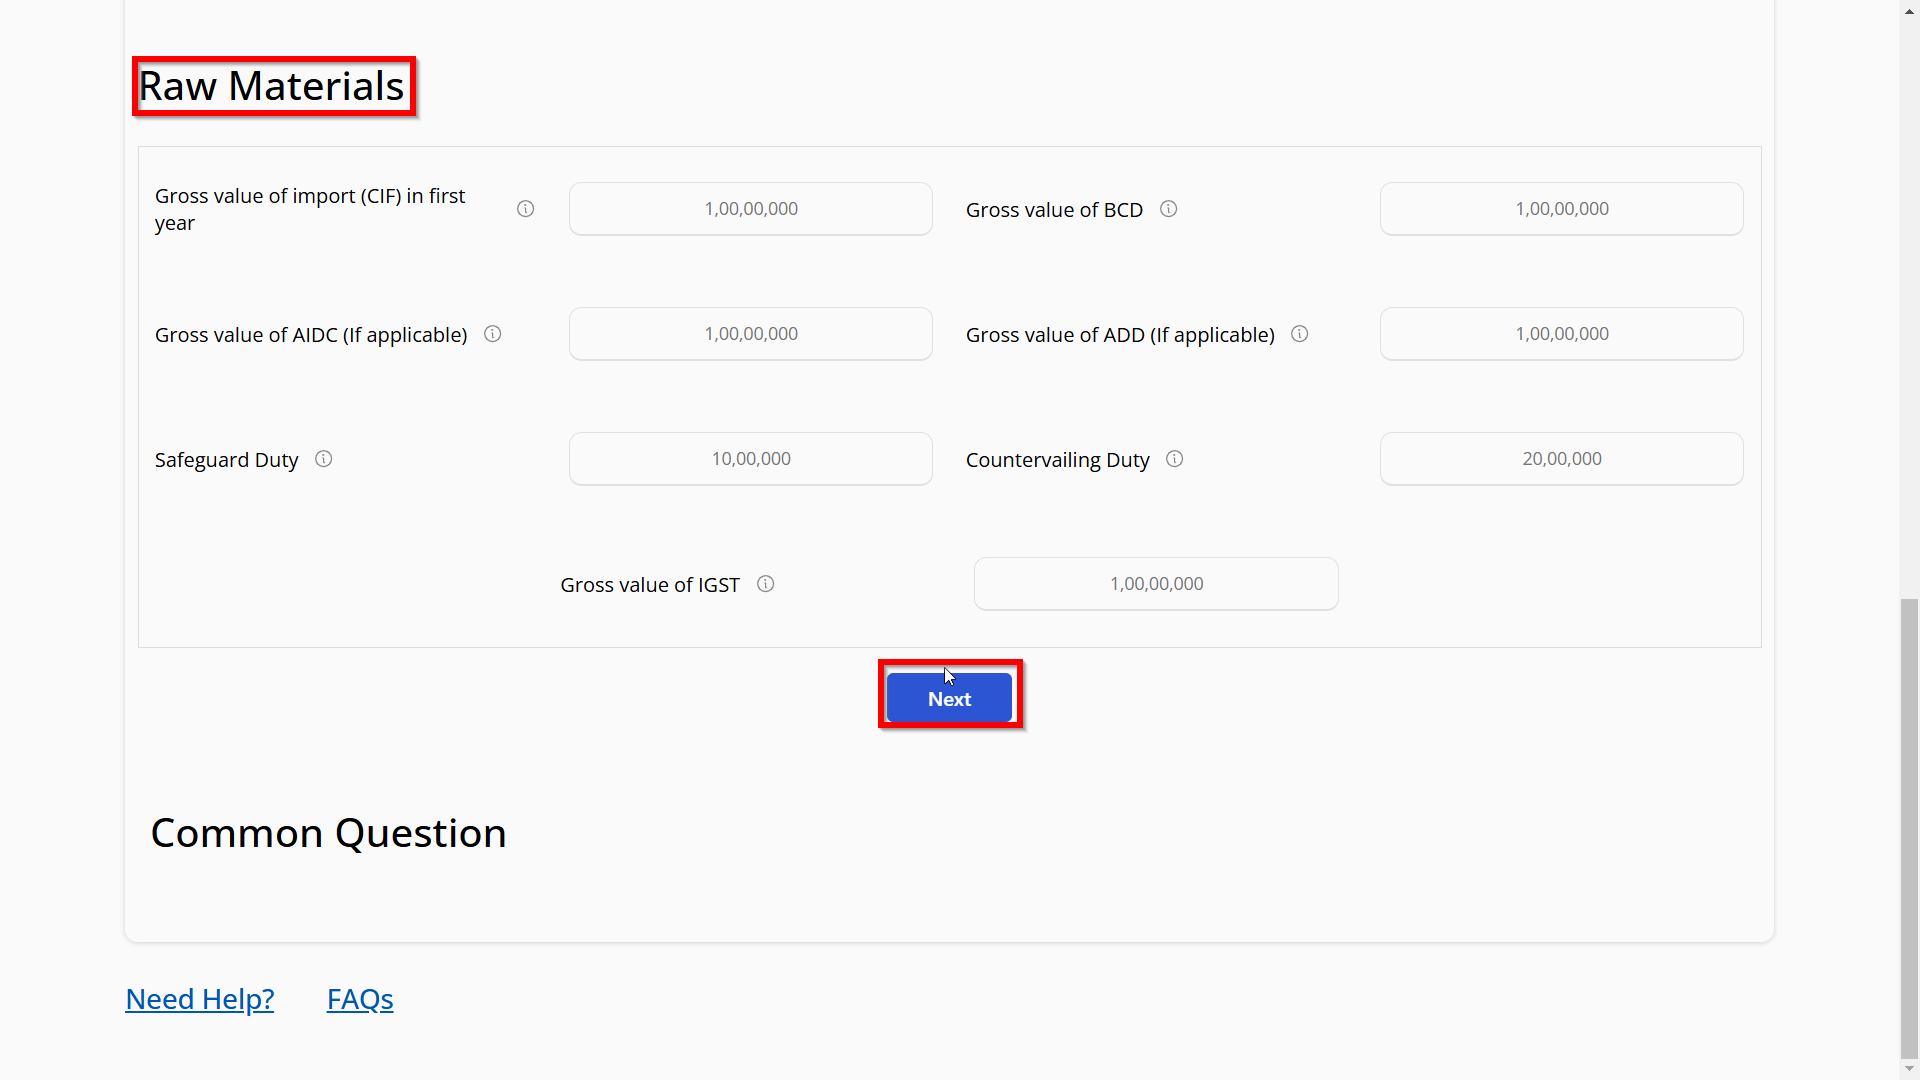 Raw Materials
Gross value of import (CIF) in first
year
1,00,00,000
Gross value of BCD
1,00,00,000
Gross value of AIDC (If applicable)
1,00,00,000
Gross value of ADD (If applicable)
1,00,00,000
Safeguard Duty
10,00,000
Countervailing Duty
20,00,000
Gross value of IGST
1,00,00,000
Next
Common Question
Need Help?
FAQs